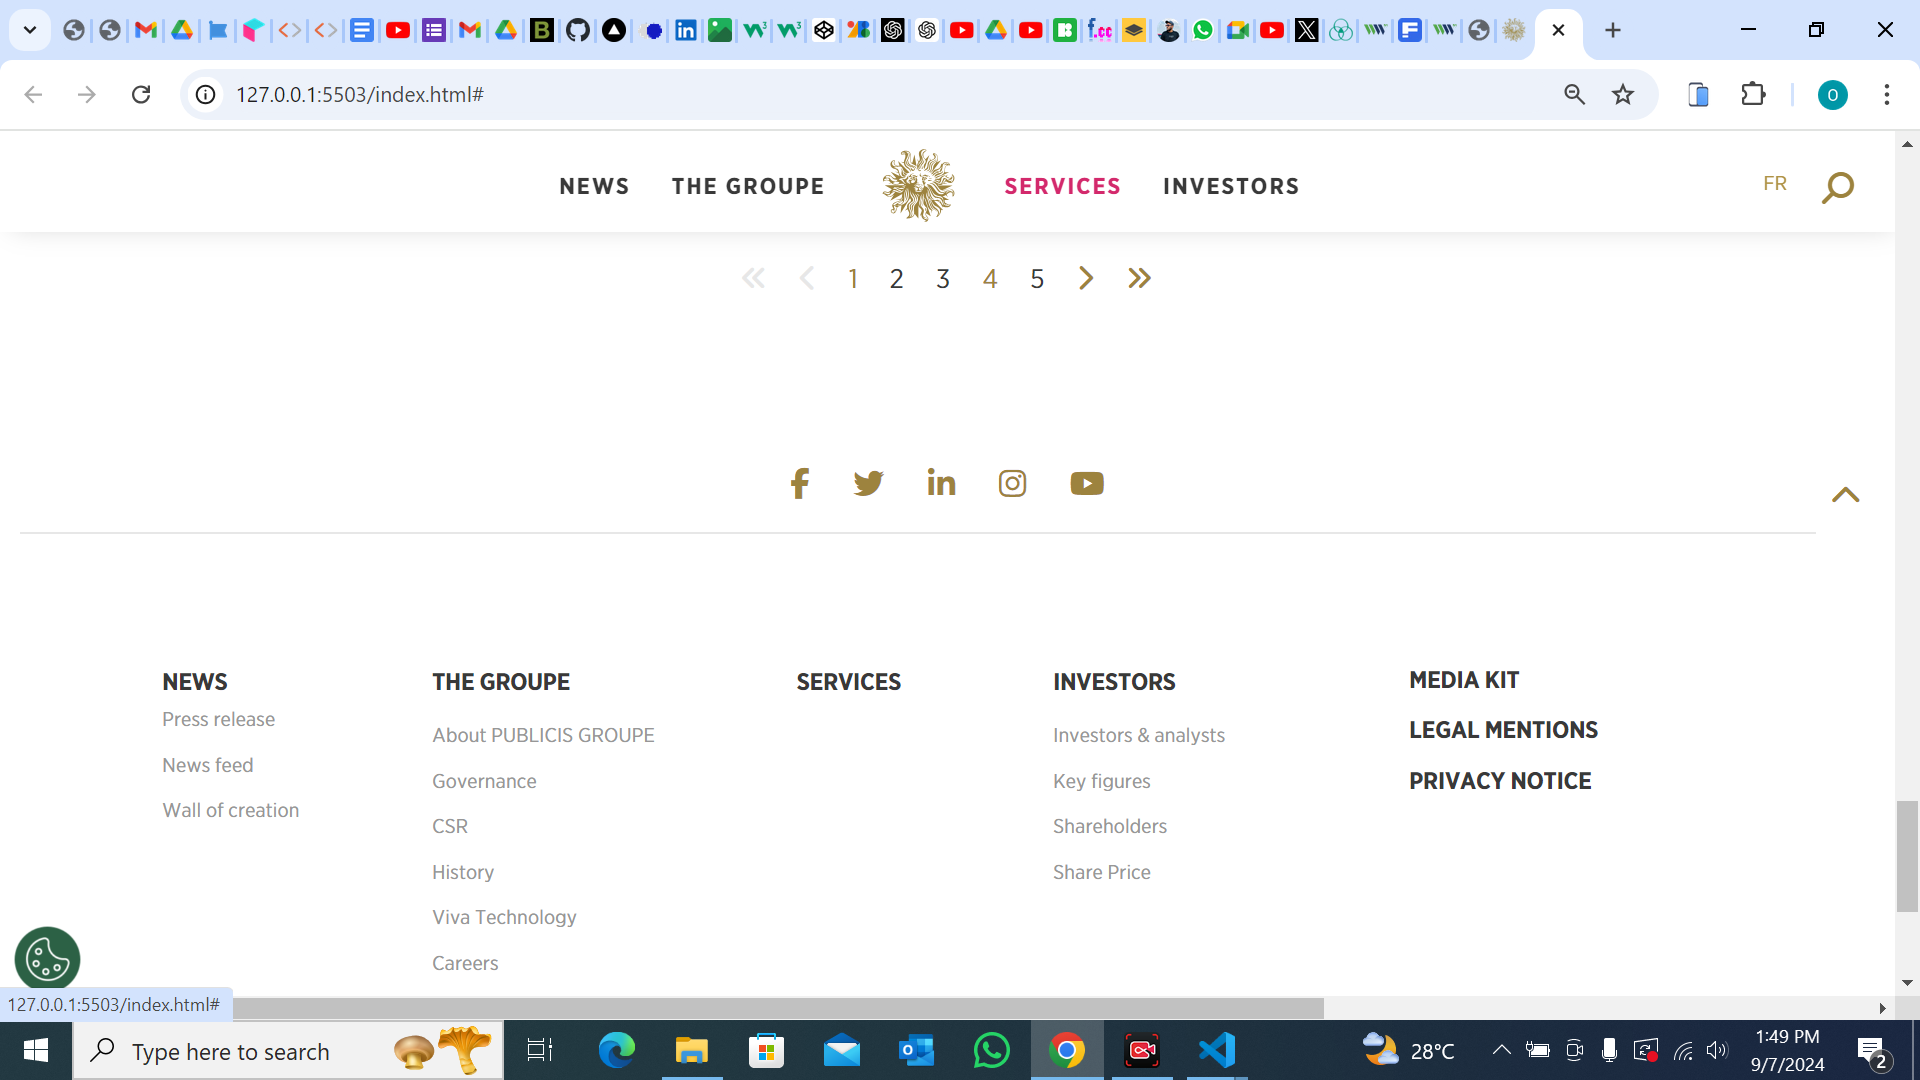 127.0.0.1:5503/index.html#
O
NEWS THE GROUPE SERVICES INVESTORS FR
1 2 3 4 5
NEWS THE GROUPE SERVICES INVESTORS MEDIA KIT
Press release About PUBLICIS GROUPE Investors & analysts LEGAL MENTIONS
News feed Governance Key figures PRIVACY NOTICE
Wall of creation CSR Shareholders
History Share Price
Viva Technology
Careers
127.0.0.1:5503/index.html#
Type here to search 28°C 1:49 PM
9/7/2024 2